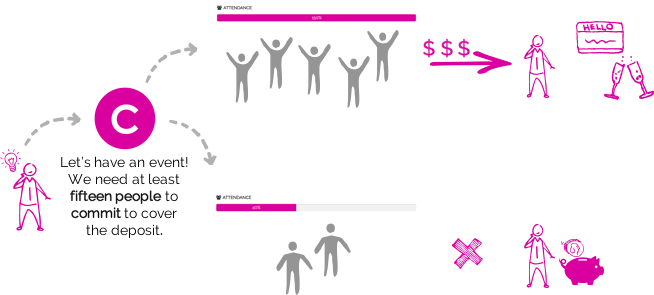 ATTENDANCE
$ $ $
HELLO
C
Let's have an event!
We need at least
fifteen people to
commit to cover
the deposit.
ATTENDANCE
40%